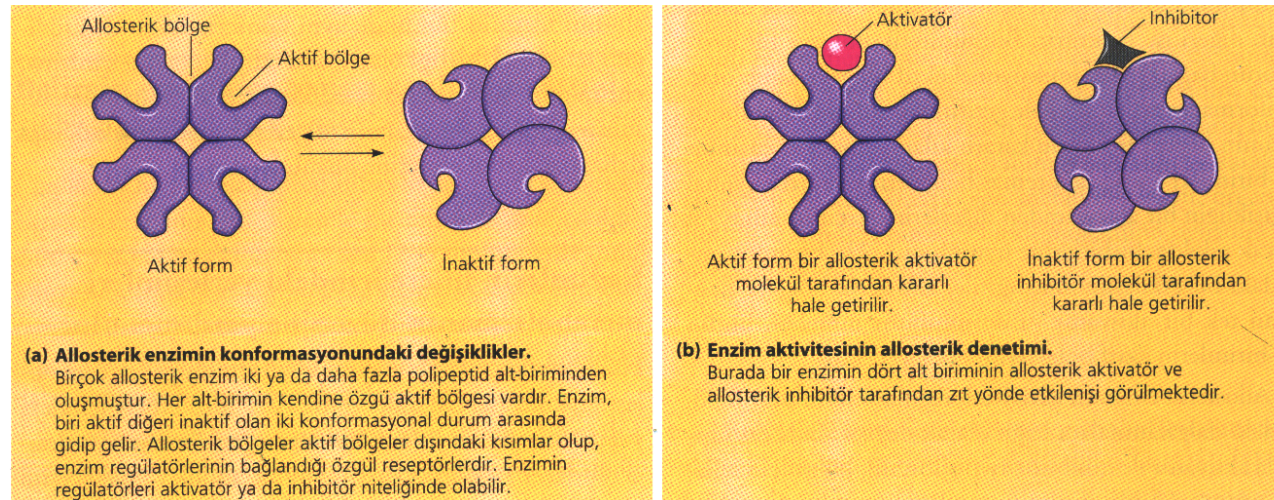 Allosterik bölge
Aktif bölge
Aktif form
İnaktif form
(a) Allosterik enzimin konformasyonundaki değişiklikler.
Birçok allosterik enzim iki ya da daha fazla polipeptid alt-biriminden
oluşmuştur. Her alt-birimin kendine özgü aktif bölgesi vardır. Enzim,
biri aktif diğeri inaktif olan iki konformasyonal durum arasında
gidip gelir. Allosterik bölgeler aktif bölgeler dışındaki kısımlar olup,
enzim regülatörlerinin bağlandığı özgül reseptörlerdir. Enzimin
regülatörleri aktivatör ya da inhibitör niteliğinde olabilir.
Aktivatör
Inhibitor
Aktif form bir allosterik aktivatör
molekül tarafından kararlı
hale getirilir.
İnaktif form bir allosterik
inhibitör molekül tarafından
kararlı hale getirilir.
(b) Enzim aktivitesinin allosterik denetimi.
Burada bir enzimin dört alt biriminin allosterik aktivatör ve
allosterik inhibitör tarafından zıt yönde etkilenişi görülmektedir.